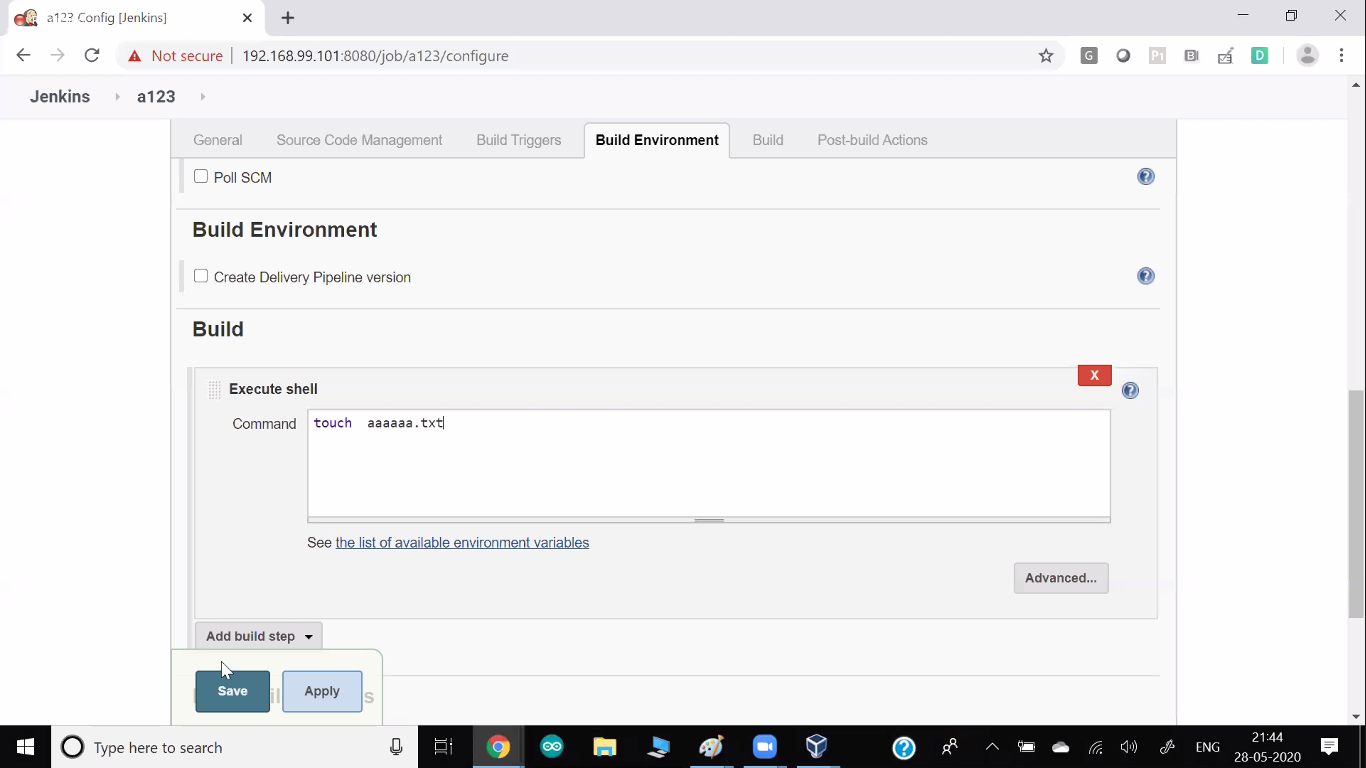 a123 Config [Jenkins]
Not secure 192.168.99.101:8080/job/a123/configure
G P1 BI D
Jenkins a123
General Source Code Management Build Triggers Build Environment Build Post-build Actions
Poll SCM ?
Build Environment
Create Delivery Pipeline version ?
Build
X
Execute shell ?
Command touch  aaaaaa.txt
See the list of available environment variables
Advanced...
Add build step
Save Apply
Type here to search ? ENG 21:44
28-05-2020